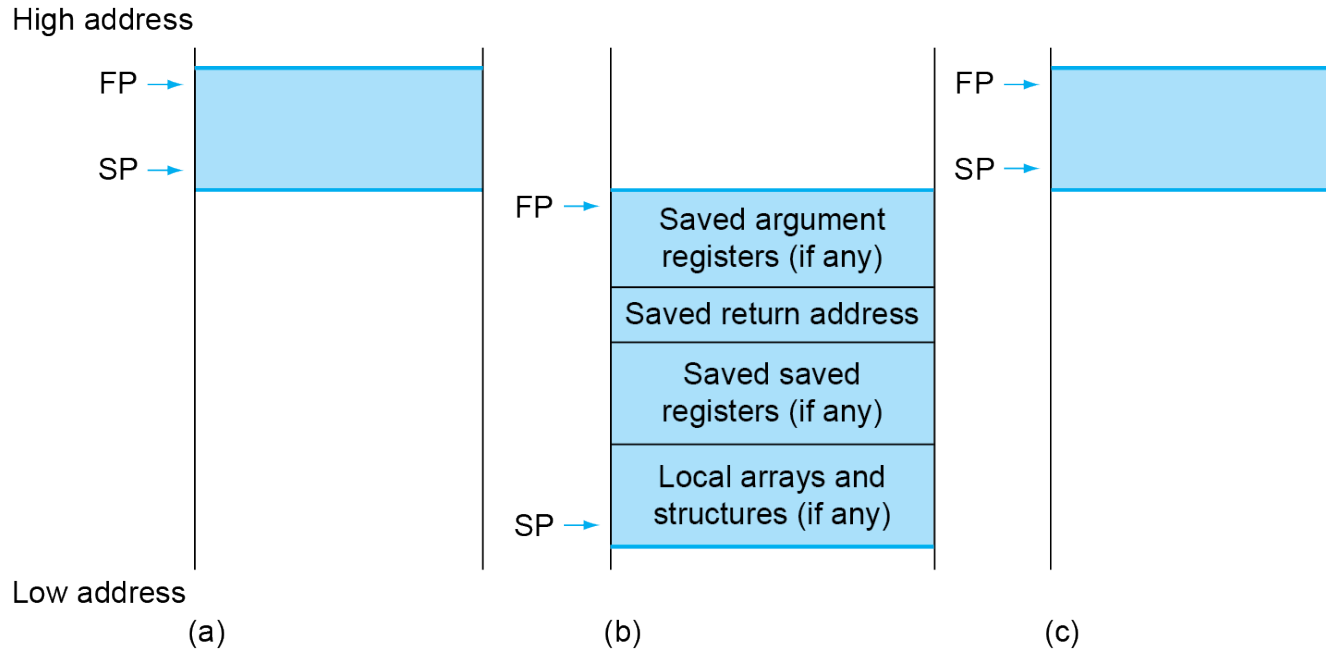 High address
FP
SP
FP
Saved argument
registers (if any)
Saved return address
Saved saved
registers (if any)
Local arrays and
structures (if any)
SP
FP
SP
Low address
(a)
(b)
(c)